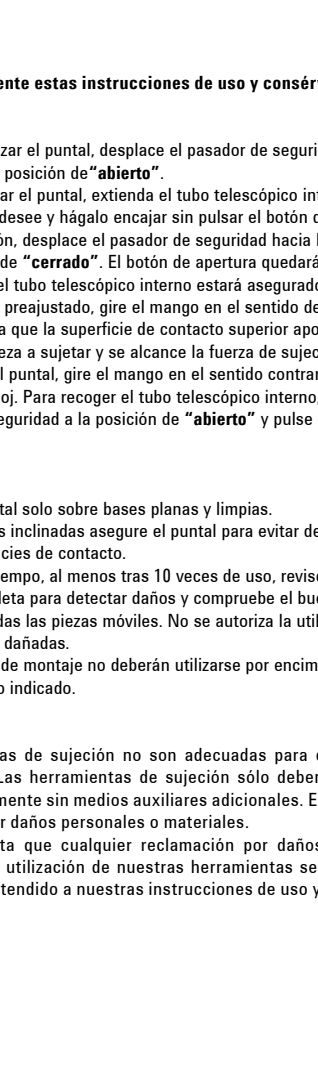 ente estas instrucciones de uso y consérv
zar el puntal, desplace el pasador de seguri
posición de“abierto”.
ar el puntal, extienda el tubo telescópico in
desee y hágalo encajar sin pulsar el botón d
ón, desplace el pasador de seguridad hacia l
de “cerrado”. El botón de apertura quedará
el tubo telescópico interno estará asegurado
preajustado, gire el mango en el sentido de
a que la superficie de contacto superior apo
eza a sujetar y se alcance la fuerza de sujec
l puntal, gire el mango en el sentido contrar
oj. Para recoger el tubo telescópico interno,
eguridad a la posición de “abierto” y pulse
tal solo sobre bases planas y limpias.
s inclinadas asegure el puntal para evitar de
cies de contacto.
empo, al menos tras 10 veces de uso, revise
leta para detectar daños y compruebe el bue
das las piezas móviles. No se autoriza la util
dañadas.
de montaje no deberán utilizarse por encim
o indicado.
as de sujeción no son adecuadas para e
Las herramientas de sujeción sólo deber
mente sin medios auxiliares adicionales. E
r daños personales o materiales.
ta que cualquier reclamación por daños
utilización de nuestras herramientas se
tendido a nuestras instrucciones de uso y